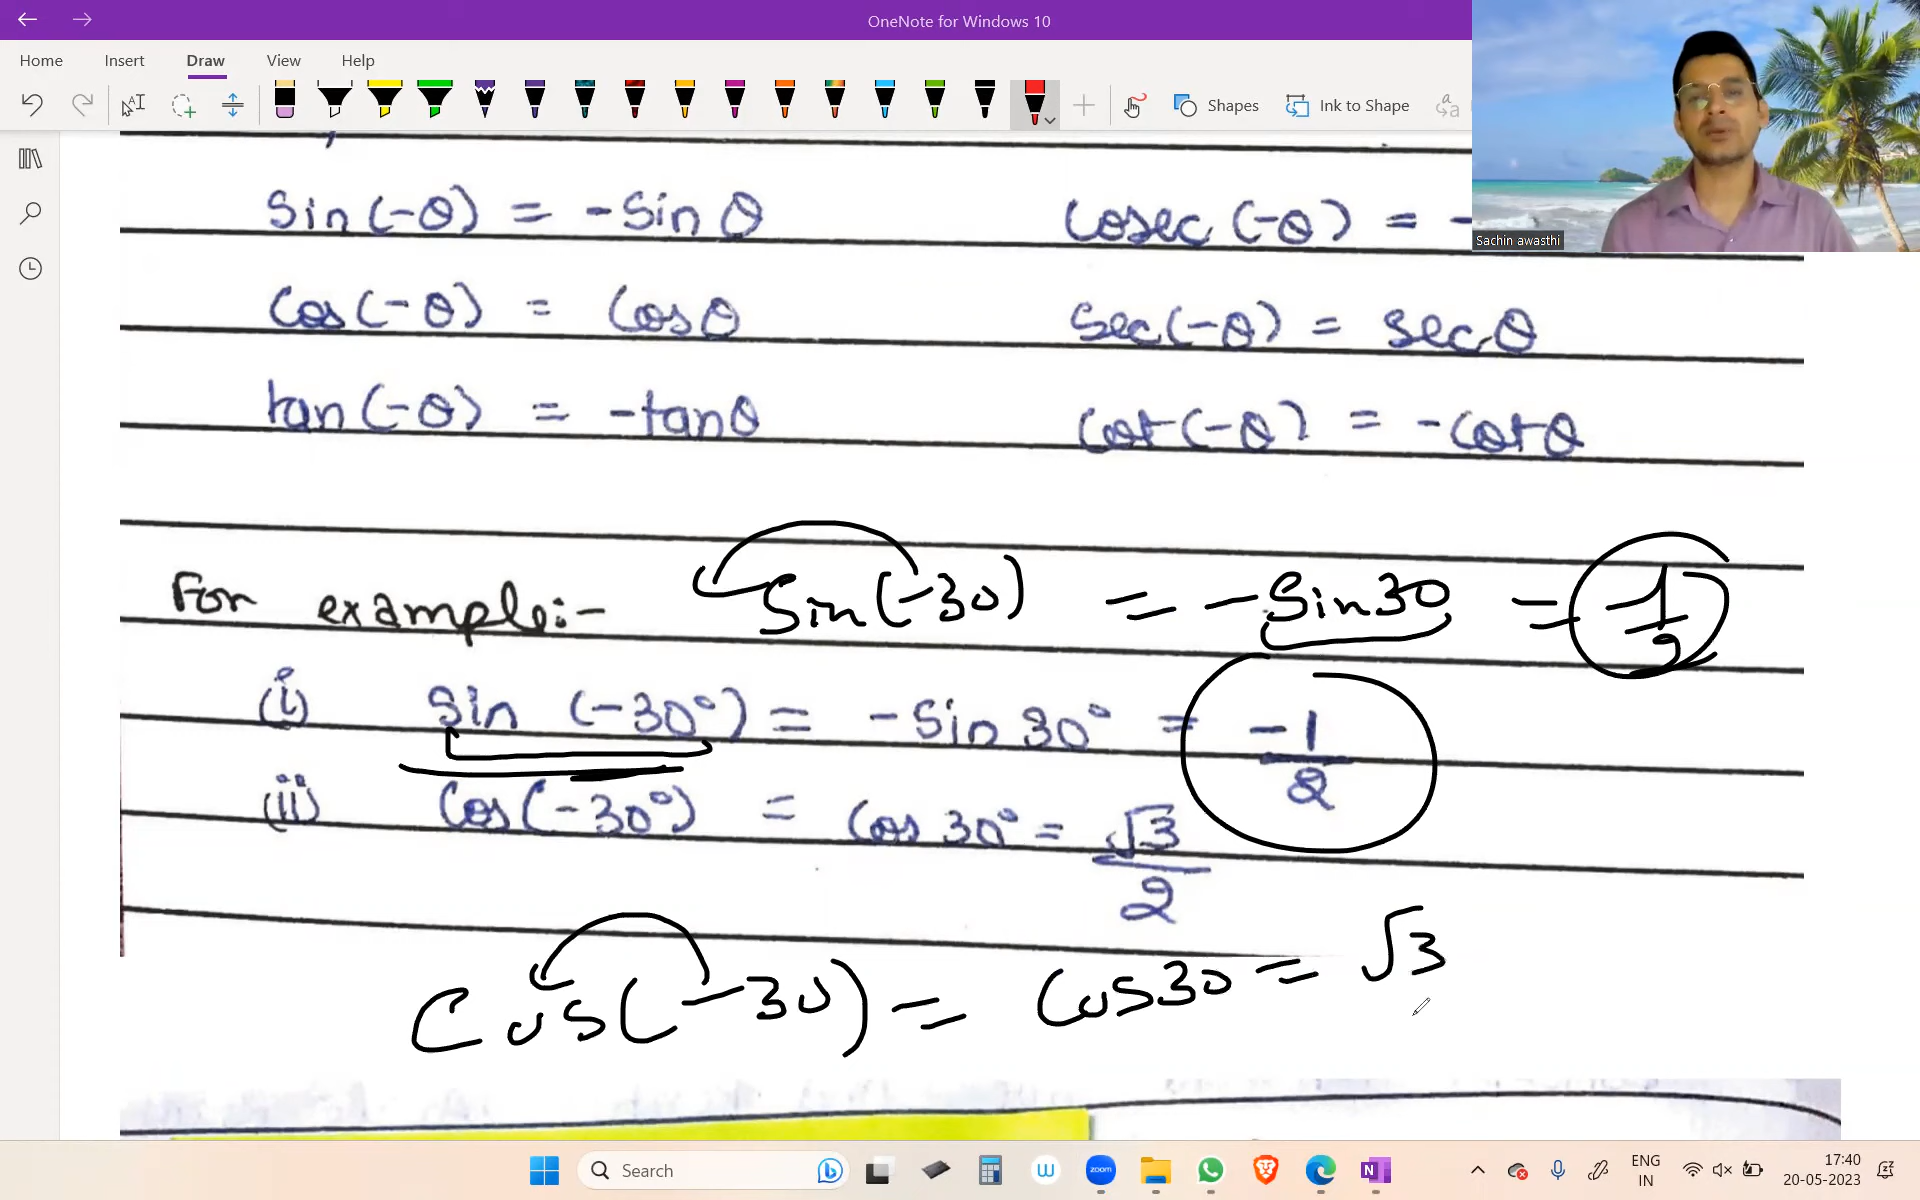 OneNote for Windows 10
Home Insert Draw View Help
Shapes Ink to Shape
Sachin awasthi
sin(-θ) = -sin θ cosec(-θ) = -
cos(-θ) = cos θ sec(-θ) = sec θ
tan(-θ) = -tan θ cot(-θ) = -cot θ
For example:- sin(-30) = -sin30 = -1/2
(i) sin (-30°) = -sin 30° = -1/2
(ii) cos(-30°) = cos 30° = √3/2
Cos(-30) = Cos30 = √3
Search
zoom
ENG
IN
17:40
20-05-2023